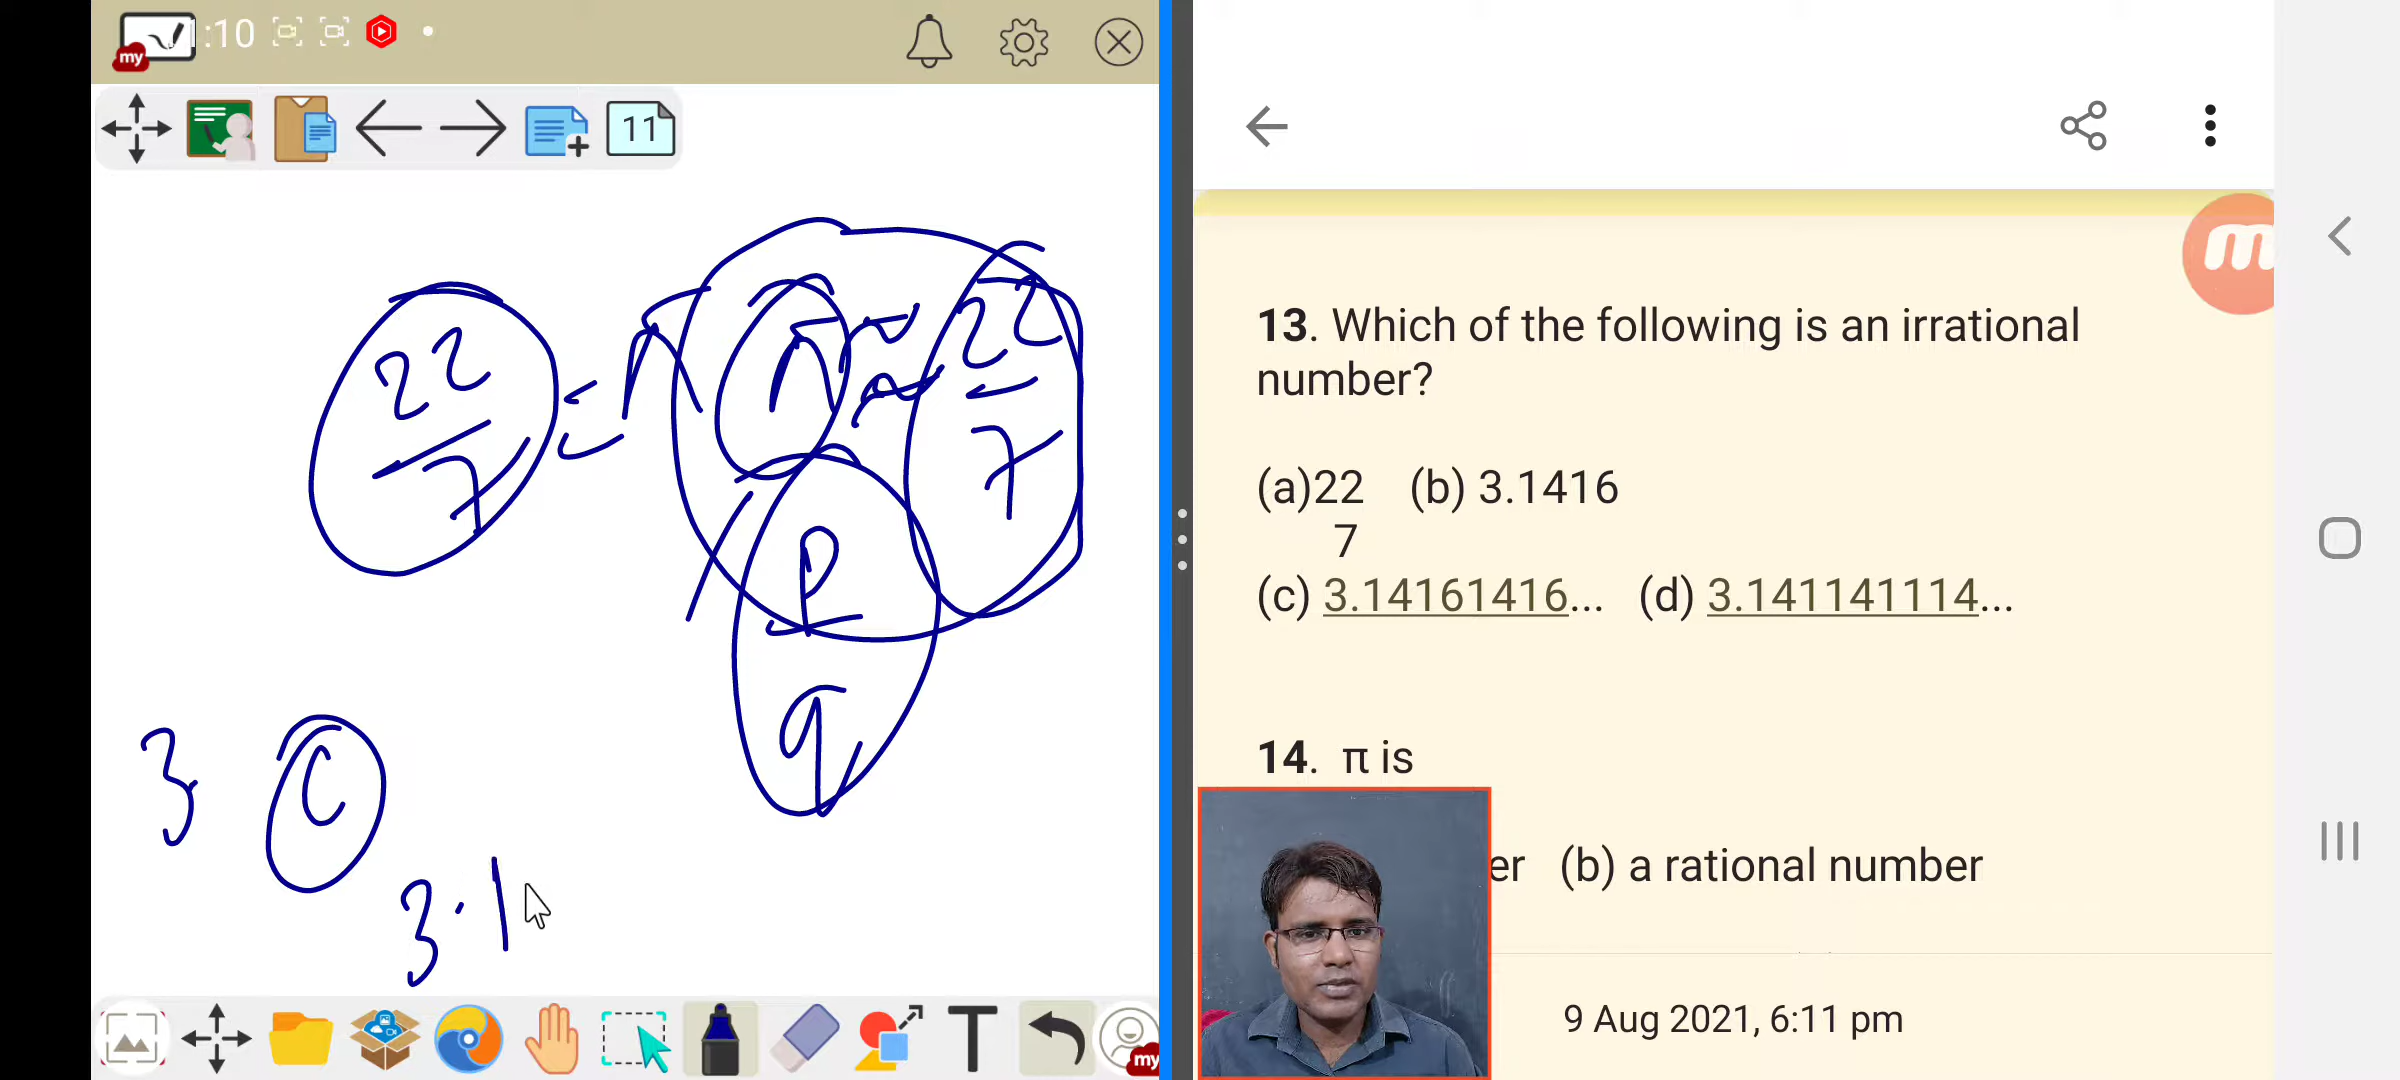 :10
my
11
22
7
π ≈ 22
7
p
q
3
C
3.1
my
13. Which of the following is an irrational
number?
(a)22 (b) 3.1416
7
(c) 3.14161416... (d) 3.141141114...
14. π is
er (b) a rational number
9 Aug 2021, 6:11 pm
m